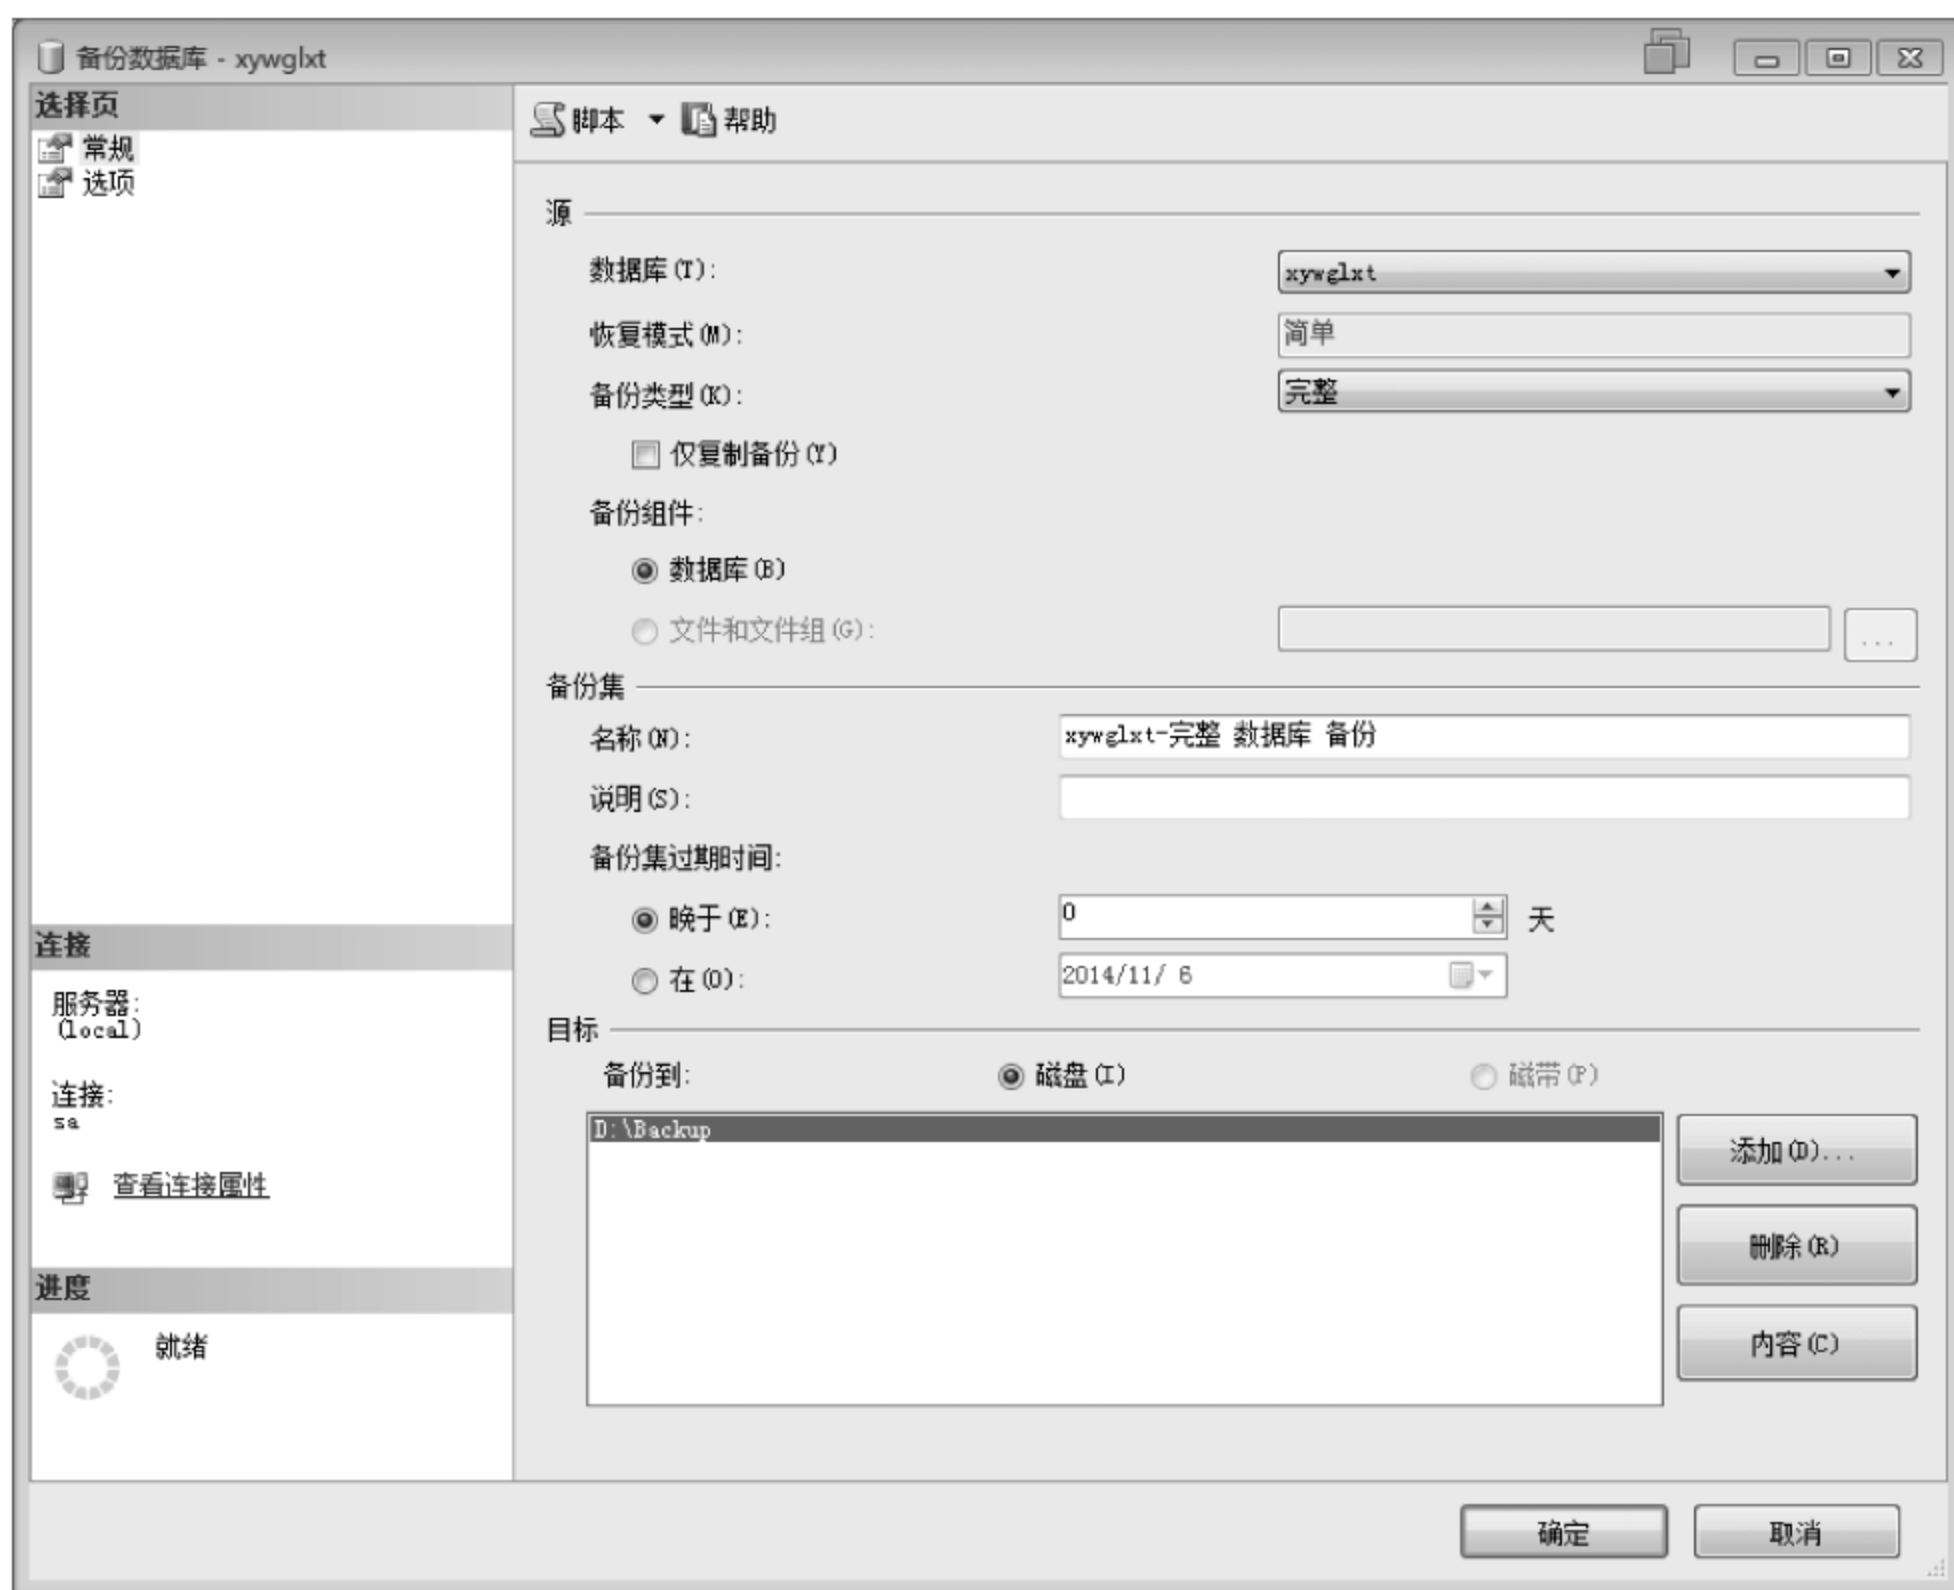 备份数据库 - xywglxt
选择页
常规
选项
脚本 帮助
源
数据库(T): xywglxt
恢复模式(M): 简单
备份类型(K): 完整
仅复制备份(Y)
备份组件:
数据库(B)
文件和文件组(G): ...
备份集
名称(N): xywglxt-完整 数据库 备份
说明(S):
备份集过期时间:
晚于(E): 0 天
在(O): 2014/11/ 6
目标
备份到: 磁盘(I) 磁带(P)
D:\Backup
添加(D)...
删除(R)
内容(C)
连接
服务器:
(local)
连接:
sa
查看连接属性
进度
就绪
确定 取消